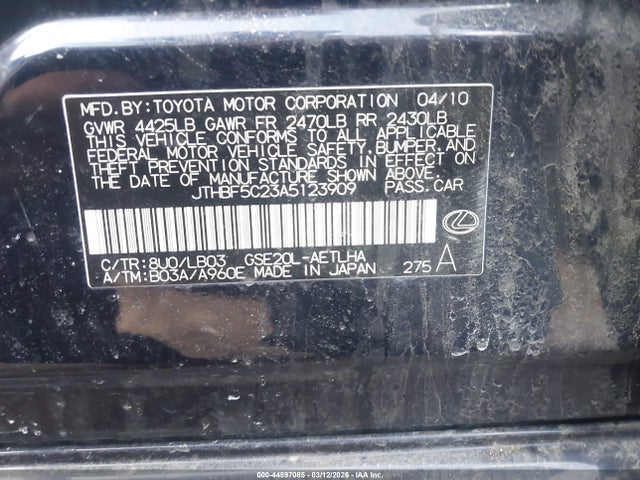 MFD.BY:TOYOTA MOTOR CORPORATION 04/10
GVWR 4425LB GAWR FR 2470LB RR 2430LB
THIS VEHICLE CONFORMS TO ALL APPLICABLE
FEDERAL MOTOR VEHICLE SAFETY,BUMPER,AND
THEFT PREVENTION STANDARDS IN EFFECT ON
THE DATE OF MANUFACTURE SHOWN ABOVE.
JTHBF5C23A5123909 PASS.CAR
C/TR:8U0/LB03 GSE20L-AETLHA
A/TM:B03A/A960E MADE IN JAPAN 275 A
000-44597085 | 03/12/2026 - IAA Inc.